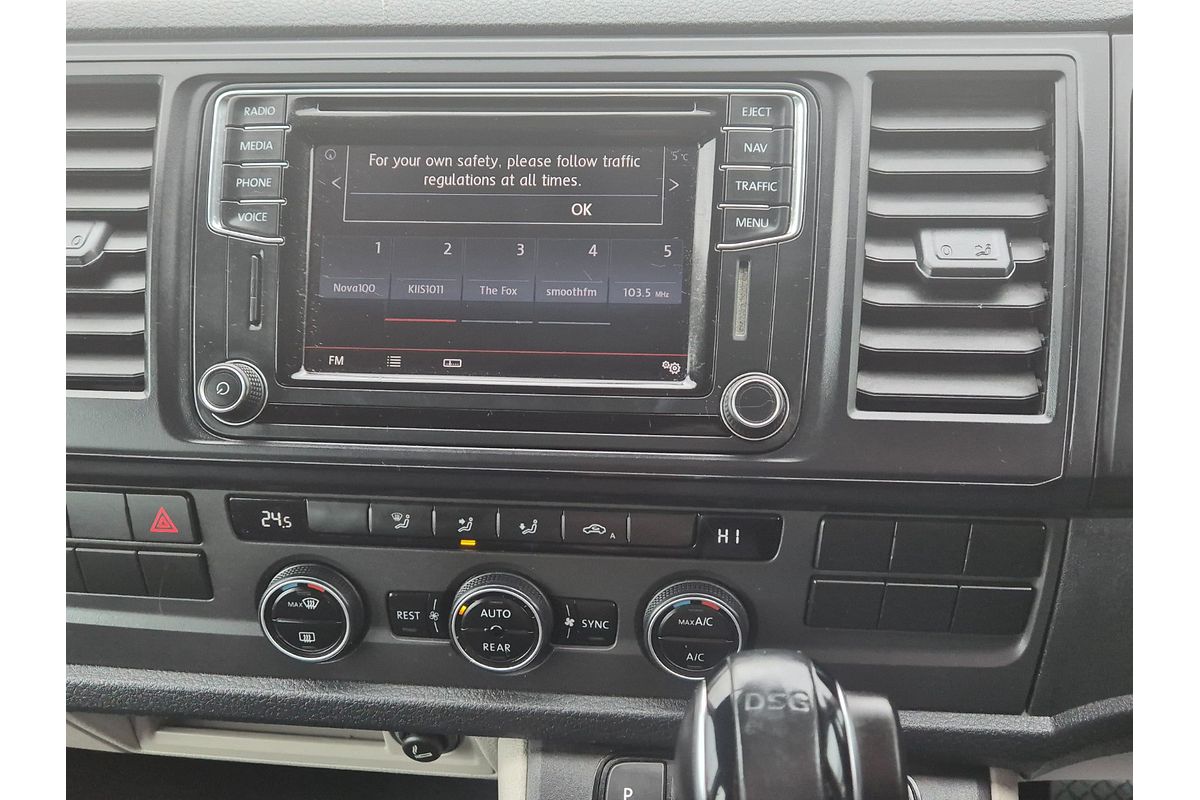 RADIO
MEDIA
PHONE
VOICE
EJECT
NAV
TRAFFIC
MENU
For your own safety, please follow traffic
regulations at all times.
OK
5°C
<
>
1 2 3 4 5
Nova100 KIIS1011 The Fox smoothfm 103.5 MHz
FM
0
0
24.5
A
HI
MAX
REST
AUTO
REAR
SYNC
MAX A/C
A/C
DSG
P